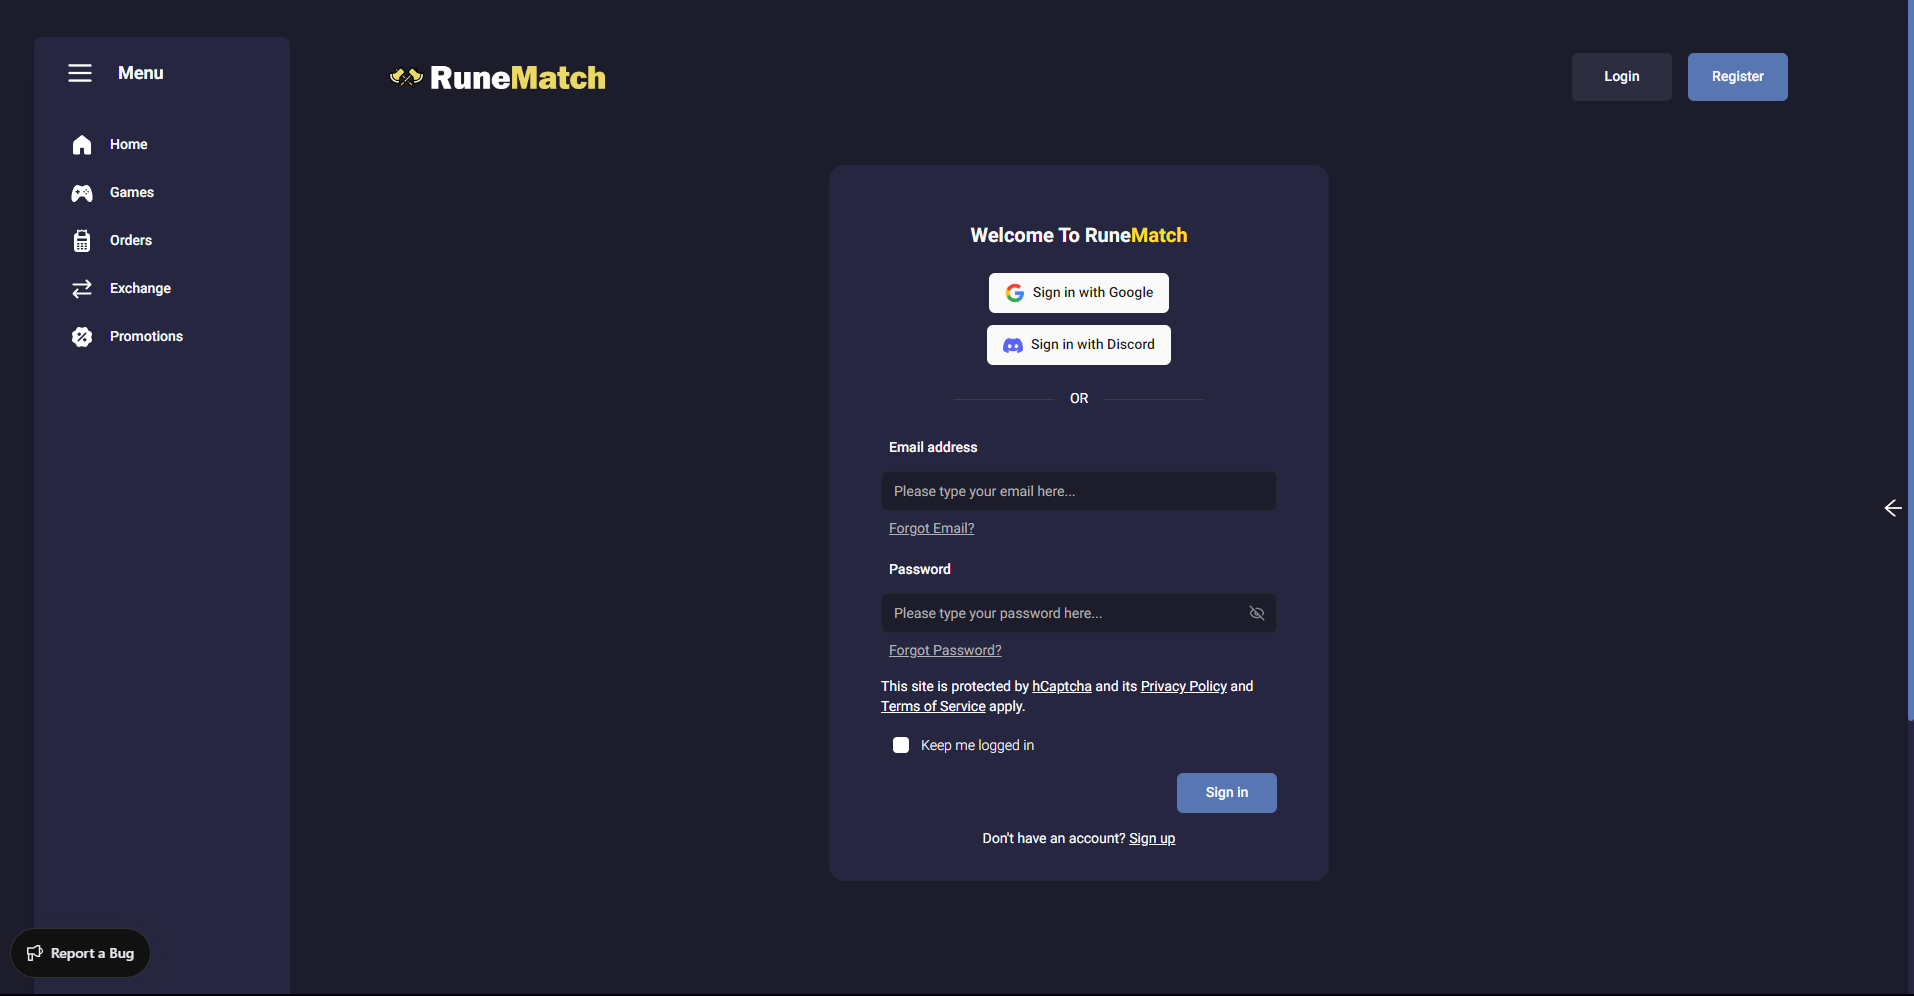 Menu
Home
Games
Orders
Exchange
Promotions
Report a Bug
RuneMatch
Login
Register
Welcome To RuneMatch
Sign in with Google
Sign in with Discord
OR
Email address
Please type your email here...
Forgot Email?
Password
Please type your password here...
Forgot Password?
This site is protected by hCaptcha and its Privacy Policy and
Terms of Service apply.
Keep me logged in
Sign in
Don't have an account? Sign up